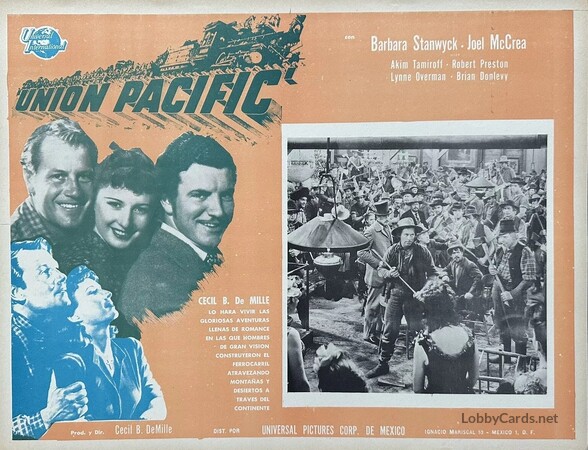 Universal
International
UNION PACIFIC
CON
Barbara Stanwyck - Joel McCrea
Akim Tamiroff - Robert Preston
Lynne Overman - Brian Donlevy
CECIL B. De MILLE
LO HARA VIVIR LAS
GLORIOSAS AVENTURAS
LLENAS DE ROMANCE
EN LAS QUE HOMBRES
DE GRAN VISION
CONSTRUYERON EL
FERROCARRIL
ATRAVEZANDO
MONTAÑAS Y
DESIERTOS A
TRAVES DEL
CONTINENTE
Prod. y Dir. Cecil B. DeMille
DIST. POR UNIVERSAL PICTURES CORP. DE MEXICO
IGNACIO MARISCAL 15 - MEXICO 1, D. F.
LobbyCards.net